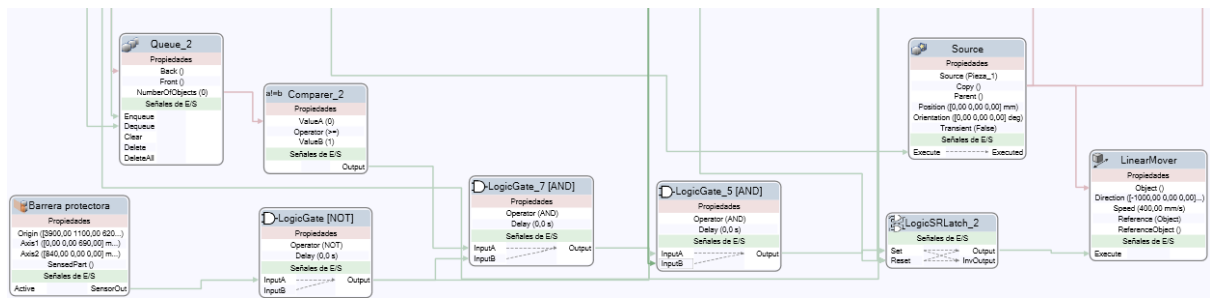 Queue_2
Propiedades
Back ()
Front ()
NumberOfObjects (0)
Señales de E/S
Enqueue
Dequeue
Clear
Delete
DeleteAll
a!=b Comparer_2
Propiedades
ValueA (0)
Operator (>=)
ValueB (1)
Señales de E/S
Output
Source
Propiedades
Source (Pieza_1)
Copy ()
Parent ()
Position ([0,00 0,00 0,00] mm)
Orientation ([0,00 0,00 0,00] deg)
Transient (False)
Señales de E/S
Execute Executed
LinearMover
Propiedades
Object ()
Direction ([-1000,00 0,00 0,00]...)
Speed (400,00 mm/s)
Reference (Object)
ReferenceObject ()
Señales de E/S
Execute
Barrera protectora
Propiedades
Origin ([3900,00 1100,00 620...)
Axis1 ([0,00 0,00 690,00] m...)
Axis2 ([840,00 0,00 0,00] m...)
SensedPart ()
Señales de E/S
Active SensorOut
LogicGate [NOT]
Propiedades
Operator (NOT)
Delay (0,0 s)
Señales de E/S
InputA Output
InputB
LogicGate_7 [AND]
Propiedades
Operator (AND)
Delay (0,0 s)
Señales de E/S
InputA Output
InputB
LogicGate_5 [AND]
Propiedades
Operator (AND)
Delay (0,0 s)
Señales de E/S
InputA Output
InputB
LogicSRLatch_2
Señales de E/S
Set Output
Reset InvOutput